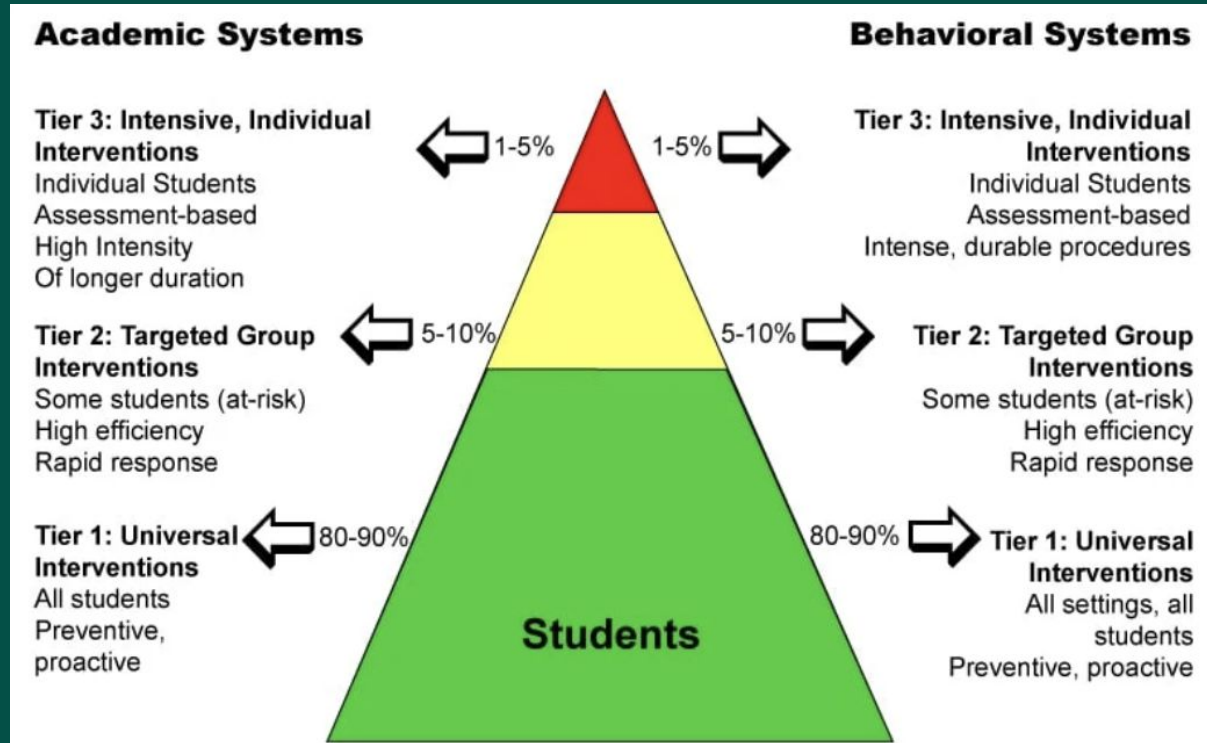 Academic Systems
Behavioral Systems
Tier 3: Intensive, Individual
Interventions
Individual Students
Assessment-based
High Intensity
Of longer duration
1-5%
1-5%
Tier 3: Intensive, Individual
Interventions
Individual Students
Assessment-based
Intense, durable procedures
Tier 2: Targeted Group
Interventions
Some students (at-risk)
High efficiency
Rapid response
5-10%
5-10%
Tier 2: Targeted Group
Interventions
Some students (at-risk)
High efficiency
Rapid response
Tier 1: Universal
Interventions
All students
Preventive,
proactive
80-90%
80-90%
Tier 1: Universal
Interventions
All settings, all
students
Preventive, proactive
Students